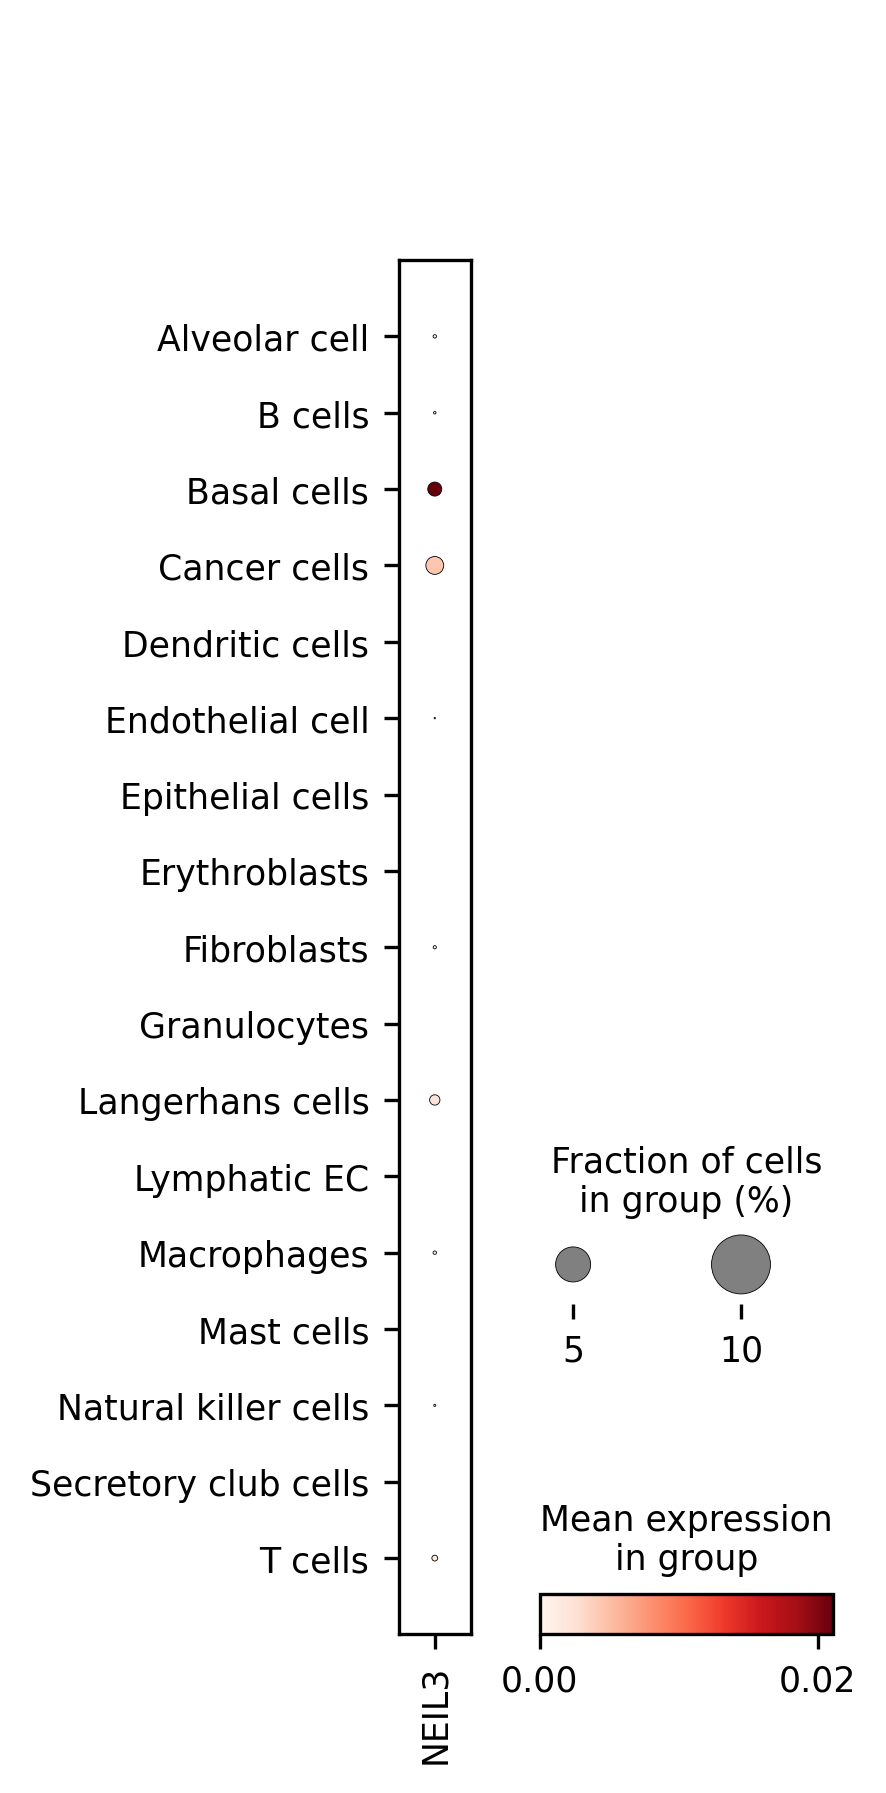 Alveolar cell
B cells
Basal cells
Cancer cells
Dendritic cells
Endothelial cell
Epithelial cells
Erythroblasts
Fibroblasts
Granulocytes
Langerhans cells
Lymphatic EC
Macrophages
Mast cells
Natural killer cells
Secretory club cells
T cells
NEIL3
Fraction of cells
in group (%)
5 10
Mean expression
in group
0.00 0.02